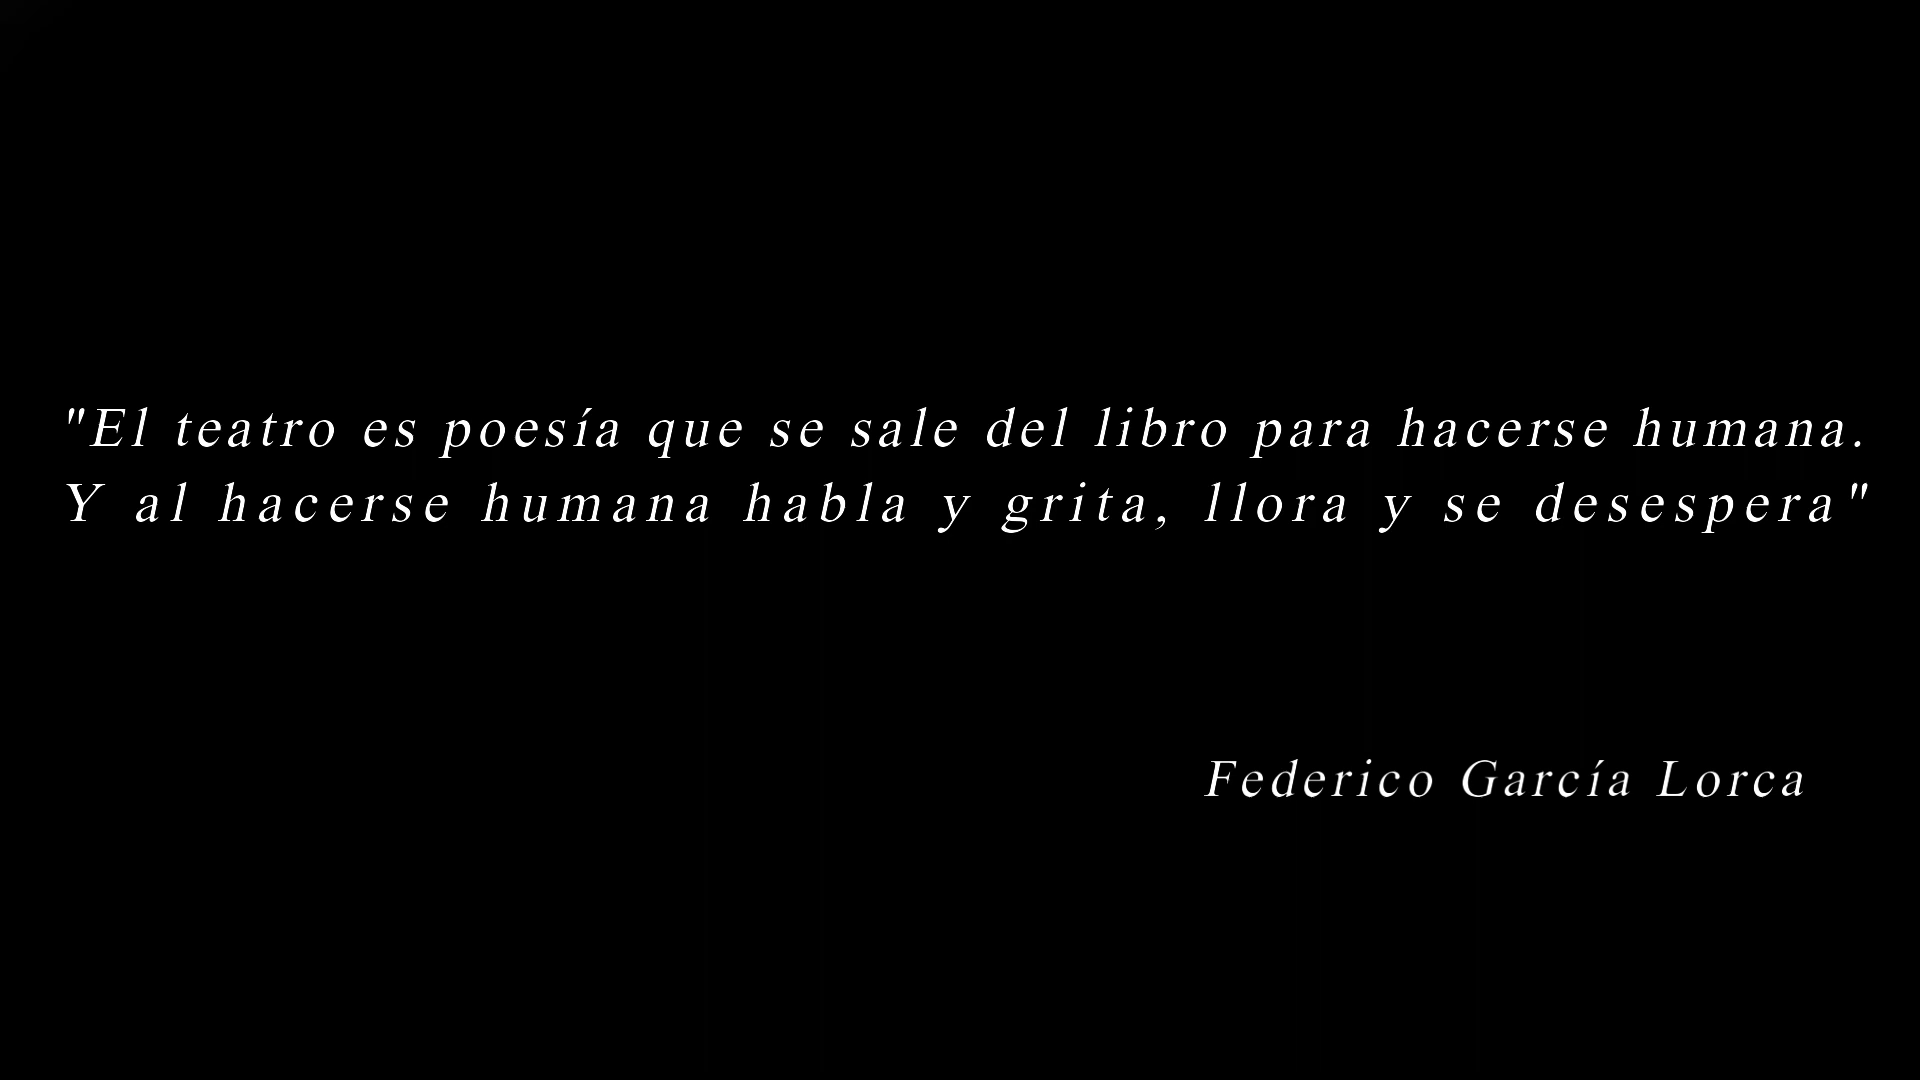 "El teatro es poesía que se sale del libro para hacerse humana.
Y al hacerse humana habla y grita, llora y se desespera"
Federico García Lorca